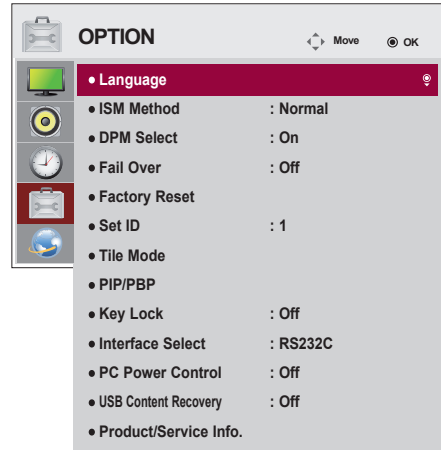 OPTION Move OK
● Language
● ISM Method : Normal
● DPM Select : On
● Fail Over : Off
● Factory Reset
● Set ID : 1
● Tile Mode
● PIP/PBP
● Key Lock : Off
● Interface Select : RS232C
● PC Power Control : Off
● USB Content Recovery : Off
● Product/Service Info.